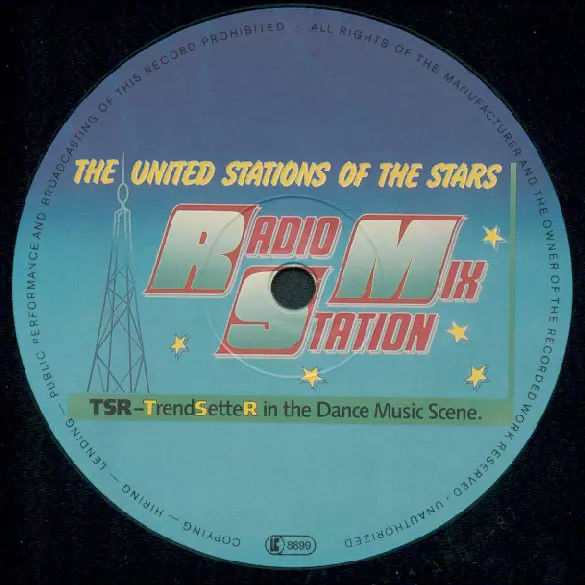 ALL RIGHTS OF THE MANUFACTURER AND THE OWNER OF THE RECORDED WORK RESERVED · UNAUTHORIZED COPYING — HIRING — LENDING — PUBLIC PERFORMANCE AND BROADCASTING OF THIS RECORD PROHIBITED ·
THE UNITED STATIONS OF THE STARS
RADIO MIX
STATION
TSR–TrendSetteR in the Dance Music Scene.
LC 8899